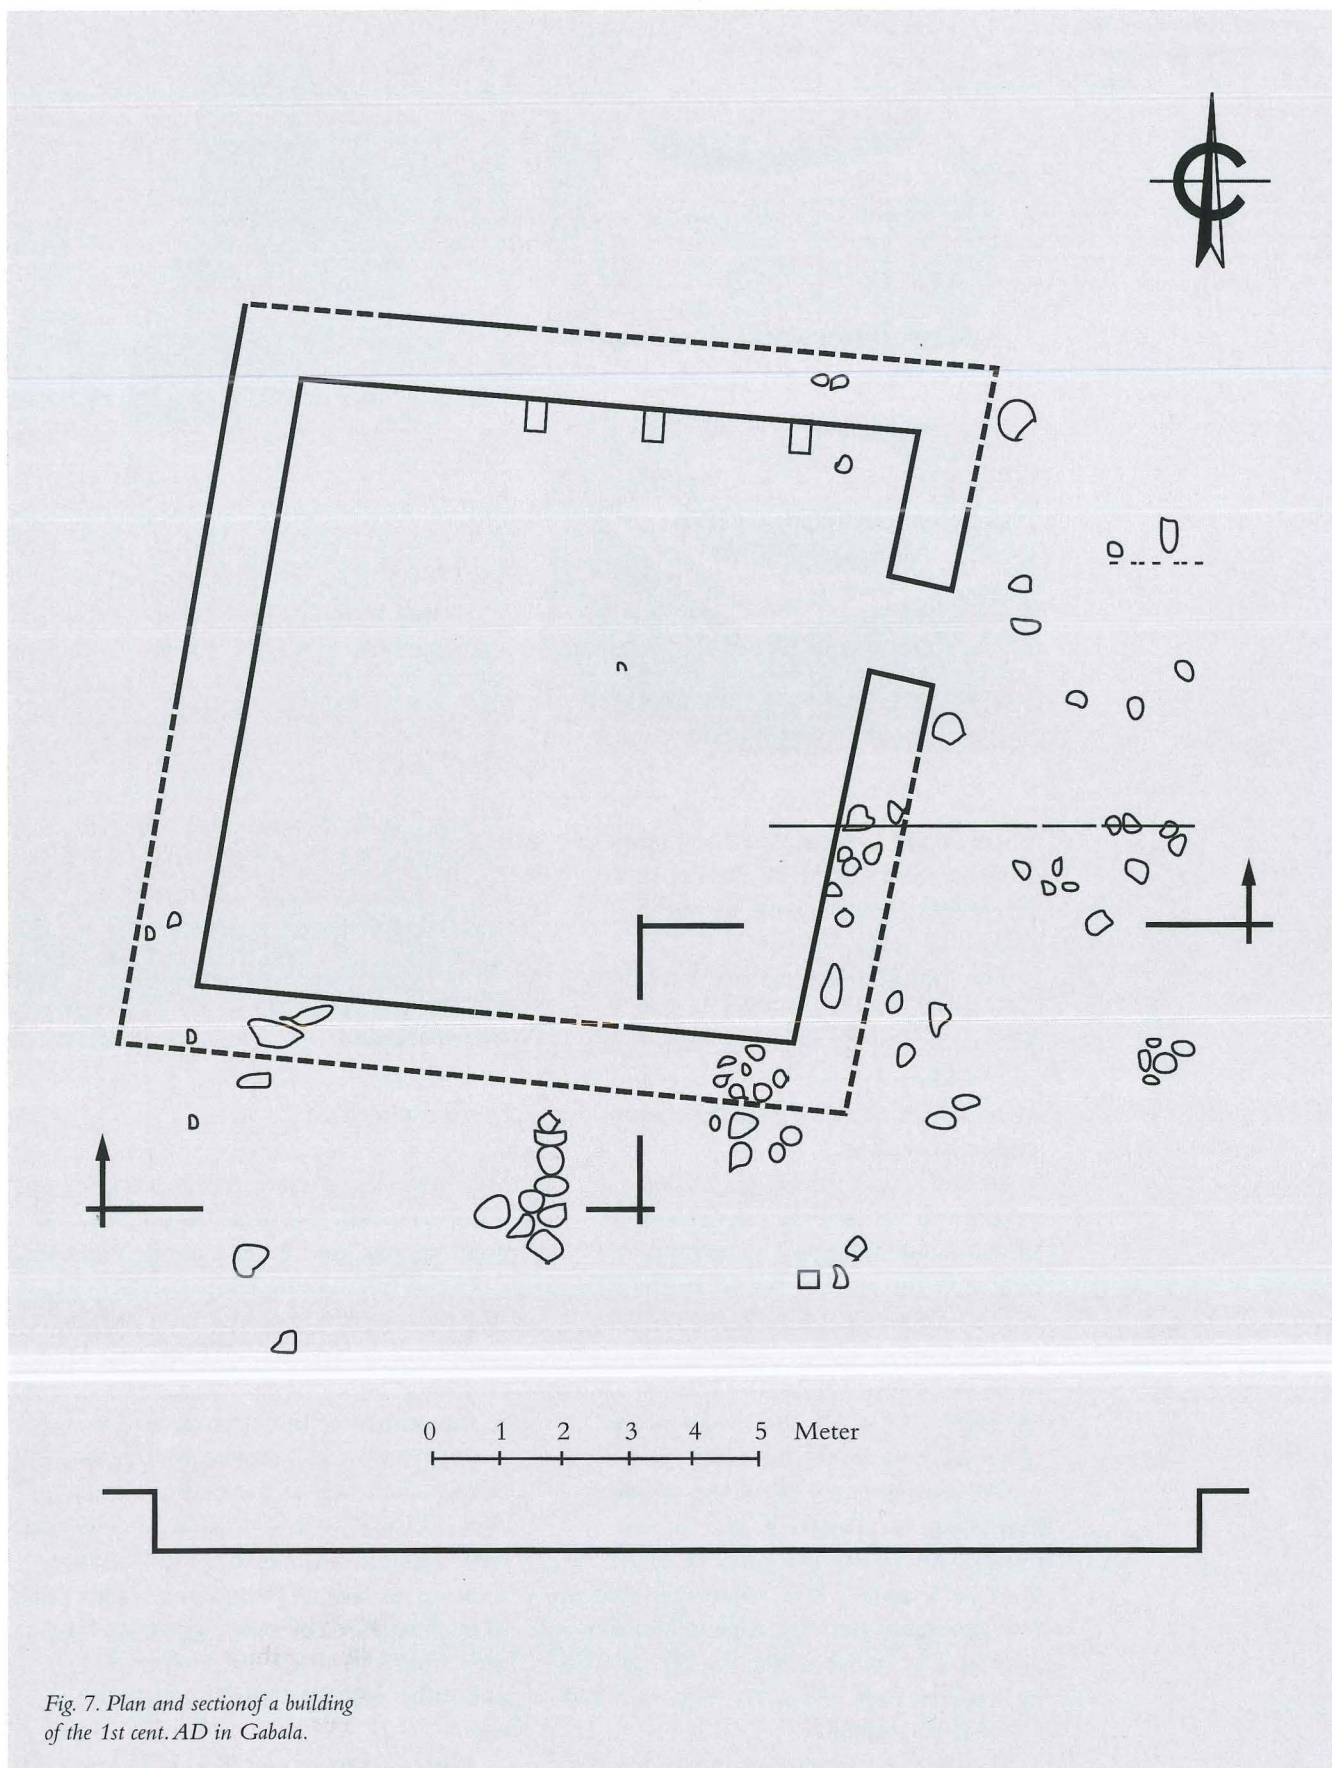 0 1 2 3 4 5 Meter
Fig. 7. Plan and sectionof a building
of the 1st cent. AD in Gabala.